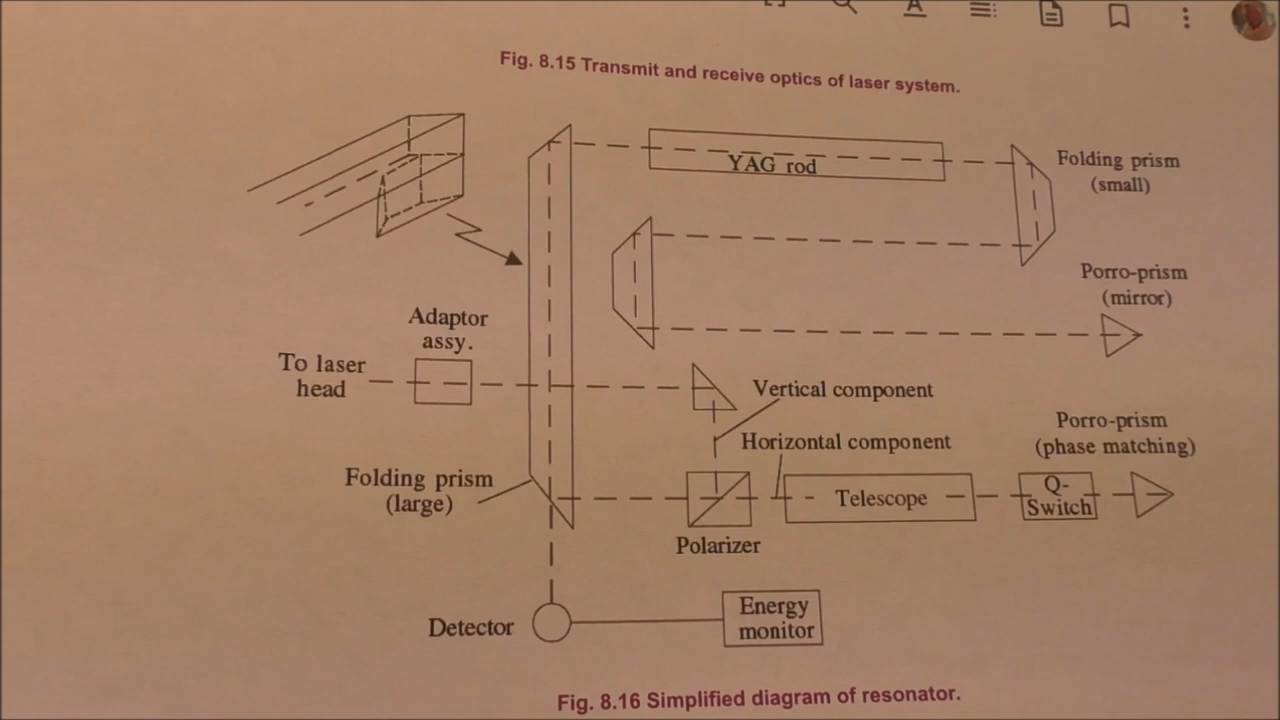 Fig. 8.15 Transmit and receive optics of laser system.
YAG rod
Folding prism
(small)
Porro-prism
(mirror)
Adaptor
assy.
To laser
head
Vertical component
Horizontal component
Porro-prism
(phase matching)
Folding prism
(large)
Telescope
Q-
Switch
Polarizer
Detector
Energy
monitor
Fig. 8.16 Simplified diagram of resonator.